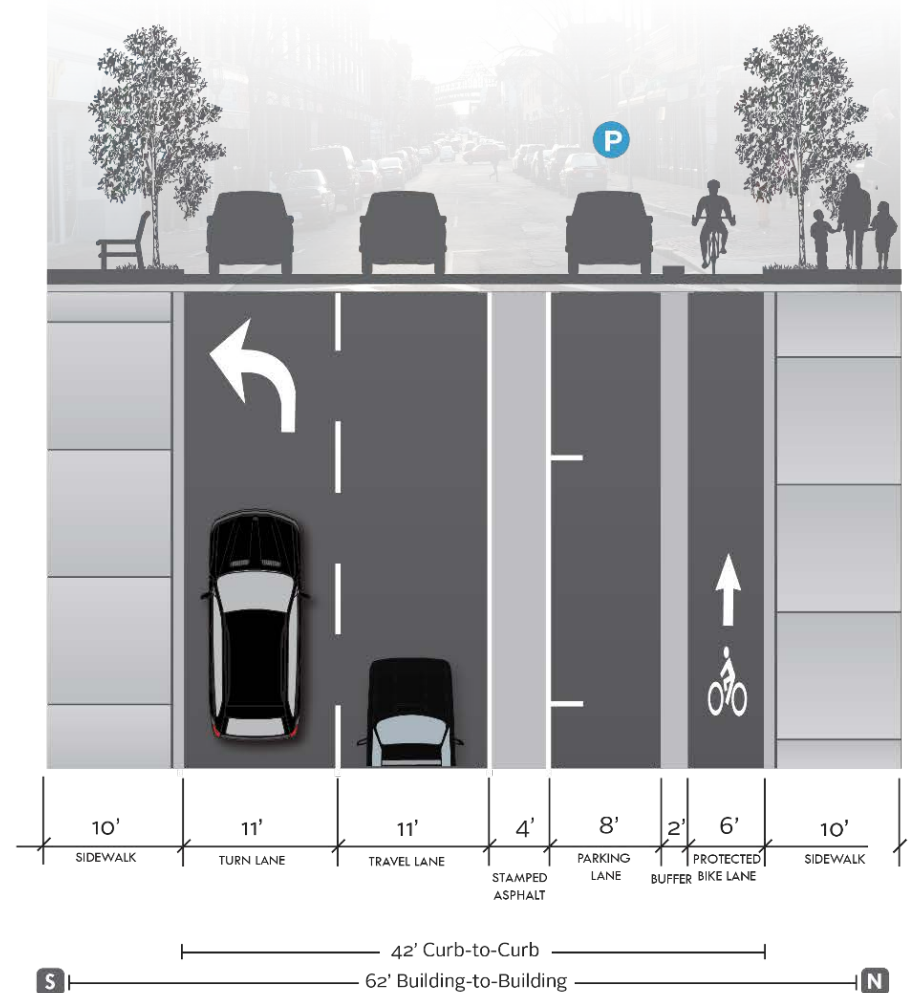 P
10’
11’
11’
4’
8’
2’
6’
10’
SIDEWALK
TURN LANE
TRAVEL LANE
STAMPED
ASPHALT
PARKING
LANE
BUFFER
PROTECTED
BIKE LANE
SIDEWALK
42’ Curb-to-Curb
S
62’ Building-to-Building
N